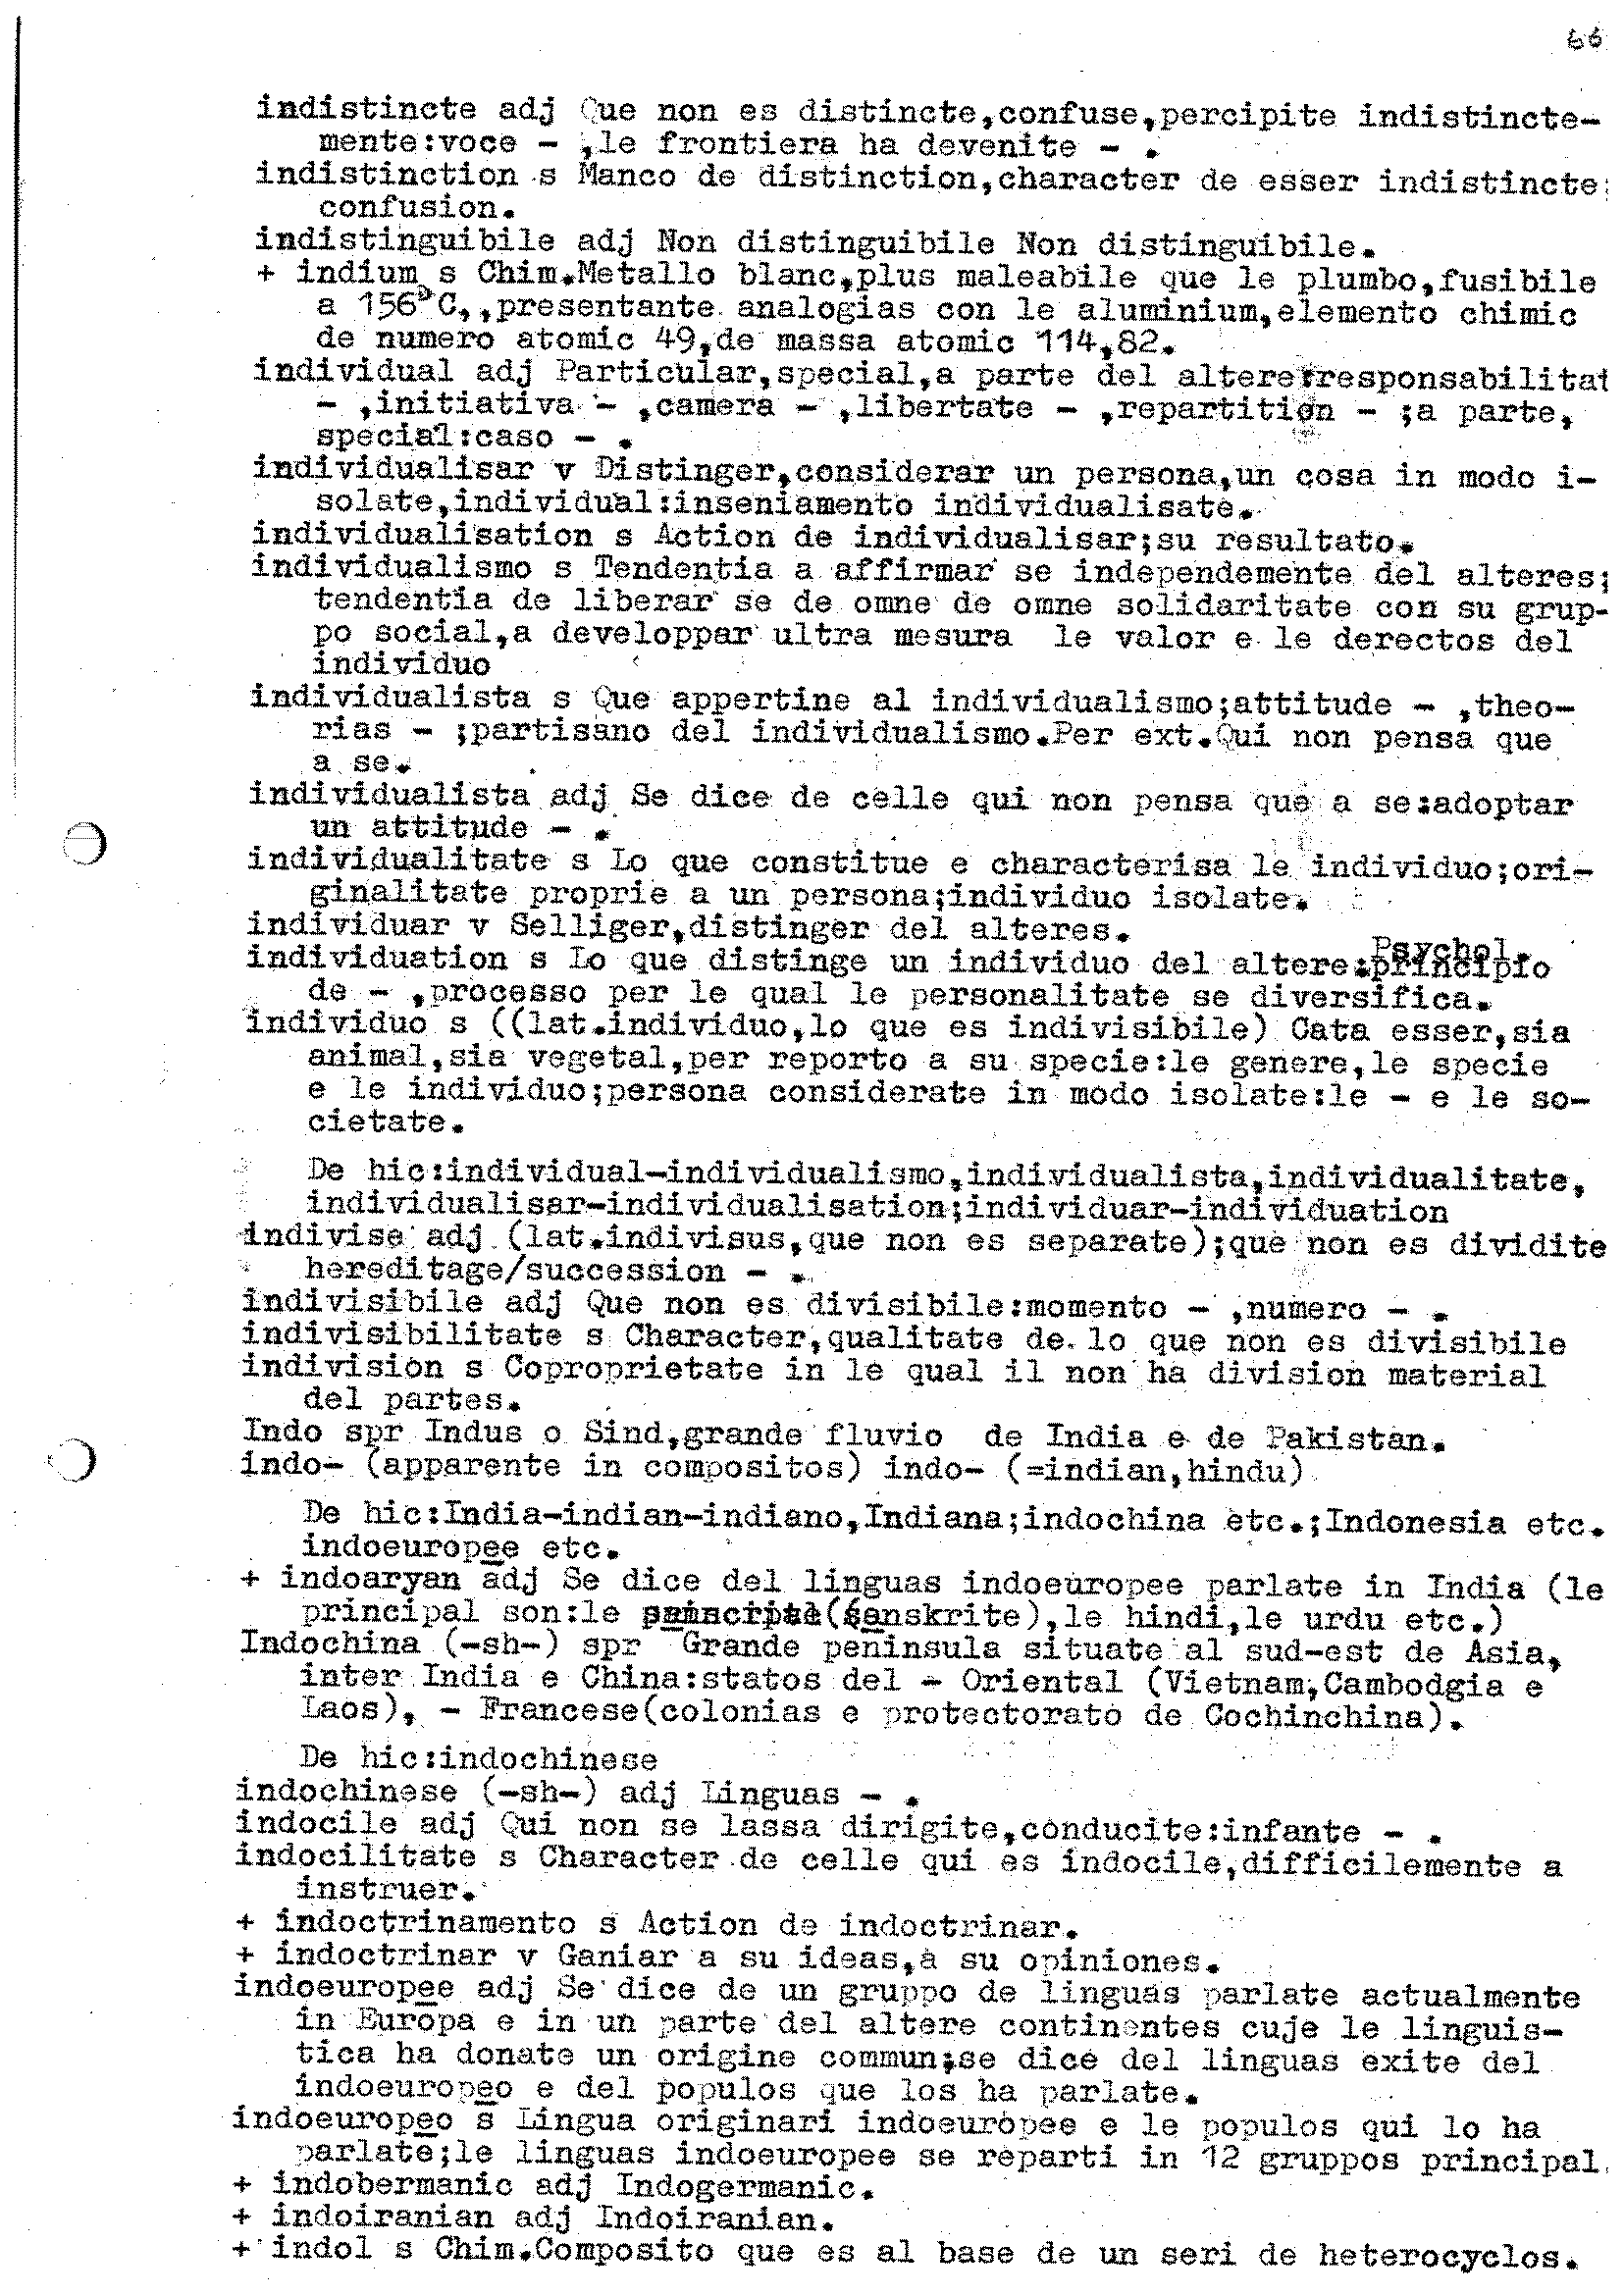 66
indistincte adj Que non es distincte,confuse,percipite indistincte-
mente:voce - ,le frontiera ha devenite - .
indistinction s Manco de distinction,character de esser indistincte;
confusion.
indistinguibile adj Non distinguibile Non distinguibile.
+ indium s Chim.Metallo blanc,plus maleabile que le plumbo,fusibile
a 156°C,,presentante analogias con le aluminium,elemento chimic
de numero atomic 49,de massa atomic 114,82.
individual adj Particular,special,a parte del altere:responsabilitat
- ,initiativa - ,camera - ,libertate - ,repartition - ;a parte,
special:caso - .
individualisar v Distinger,considerar un persona,un cosa in modo i-
solate,individual:inseniamento individualisate.
individualisation s Action de individualisar;su resultato.
individualismo s Tendentia a affirmar se independemente del alteres;
tendentia de liberar se de omne de omne solidaritate con su grup-
po social,a developpar ultra mesura le valor e le derectos del
individuo
individualista s Que appertine al individualismo;attitude - ,theo-
rias - ;partisano del individualismo.Per ext.Qui non pensa que
a se.
individualista adj Se dice de celle qui non pensa que a se:adoptar
un attitude - .
individualitate s Lo que constitue e characterisa le individuo;ori-
ginalitate proprie a un persona;individuo isolate.
individuar v Selliger,distinger del alteres.
individuation s Lo que distinge un individuo del altere:principio Psychol.
de - ,processo per le qual le personalitate se diversifica.
individuo s ((lat.individuo,lo que es indivisibile) Cata esser,sia
animal,sia vegetal,per reporto a su specie:le genere,le specie
e le individuo;persona considerate in modo isolate:le - e le so-
cietate.
De hic:individual-individualismo,individualista,individualitate,
individualisar-individualisation;individuar-individuation
indivise adj (lat.indivisus,que non es separate);que non es dividite
hereditage/succession - .
indivisibile adj Que non es divisibile:momento - ,numero - .
indivisibilitate s Character,qualitate de lo que non es divisibile
indivision s Coproprietate in le qual il non ha division material
del partes.
Indo spr Indus o Sind,grande fluvio de India e de Pakistan.
indo- (apparente in compositos) indo- (=indian,hindu)
De hic:India-indian-indiano,Indiana;indochina etc.;Indonesia etc.
indoeuropee etc.
+ indoaryan adj Se dice del linguas indoeuropee parlate in India (le
principal son:le (sanskrite),le hindi,le urdu etc.)
Indochina (-sh-) spr Grande peninsula situate al sud-est de Asia,
inter India e China:statos del - Oriental (Vietnam,Cambodgia e
Laos), - Francese(colonias e protectorato de Cochinchina).
De hic:indochinese
indochinese (-sh-) adj Linguas - .
indocile adj Qui non se lassa dirigite,conducite:infante - .
indocilitate s Character de celle qui es indocile,difficilemente a
instruer.
+ indoctrinamento s Action de indoctrinar.
+ indoctrinar v Ganiar a su ideas,a su opiniones.
indoeuropee adj Se dice de un gruppo de linguas parlate actualmente
in Europa e in un parte del altere continentes cuje le linguis-
tica ha donate un origine commun;se dice del linguas exite del
indoeuropeo e del populos que los ha parlate.
indoeuropeo s Lingua originari indoeuropee e le populos qui lo ha
parlate;le linguas indoeuropee se reparti in 12 gruppos principal.
+ indobermanic adj Indogermanic.
+ indoiranian adj Indoiranian.
+ indol s Chim.Composito que es al base de un seri de heterocyclos.